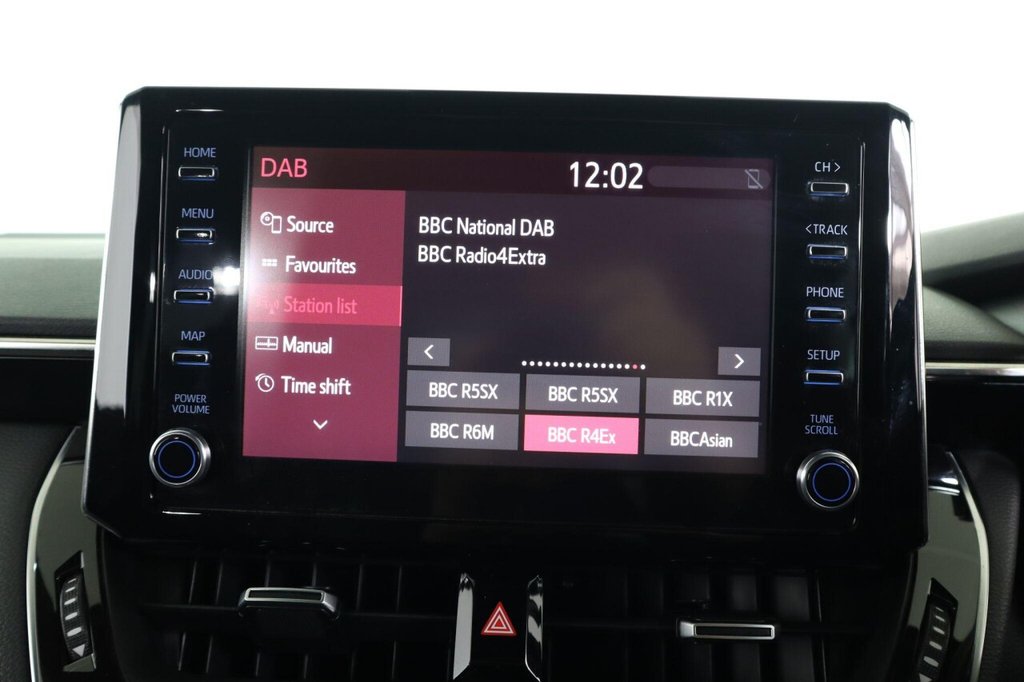 HOME
MENU
AUDIO
MAP
POWER
VOLUME
DAB
12:02
Source
Favourites
Station list
Manual
Time shift
BBC National DAB
BBC Radio4Extra
BBC R5SX
BBC R5SX
BBC R1X
BBC R6M
BBC R4Ex
BBCAsian
CH >
< TRACK
PHONE
SETUP
TUNE
SCROLL